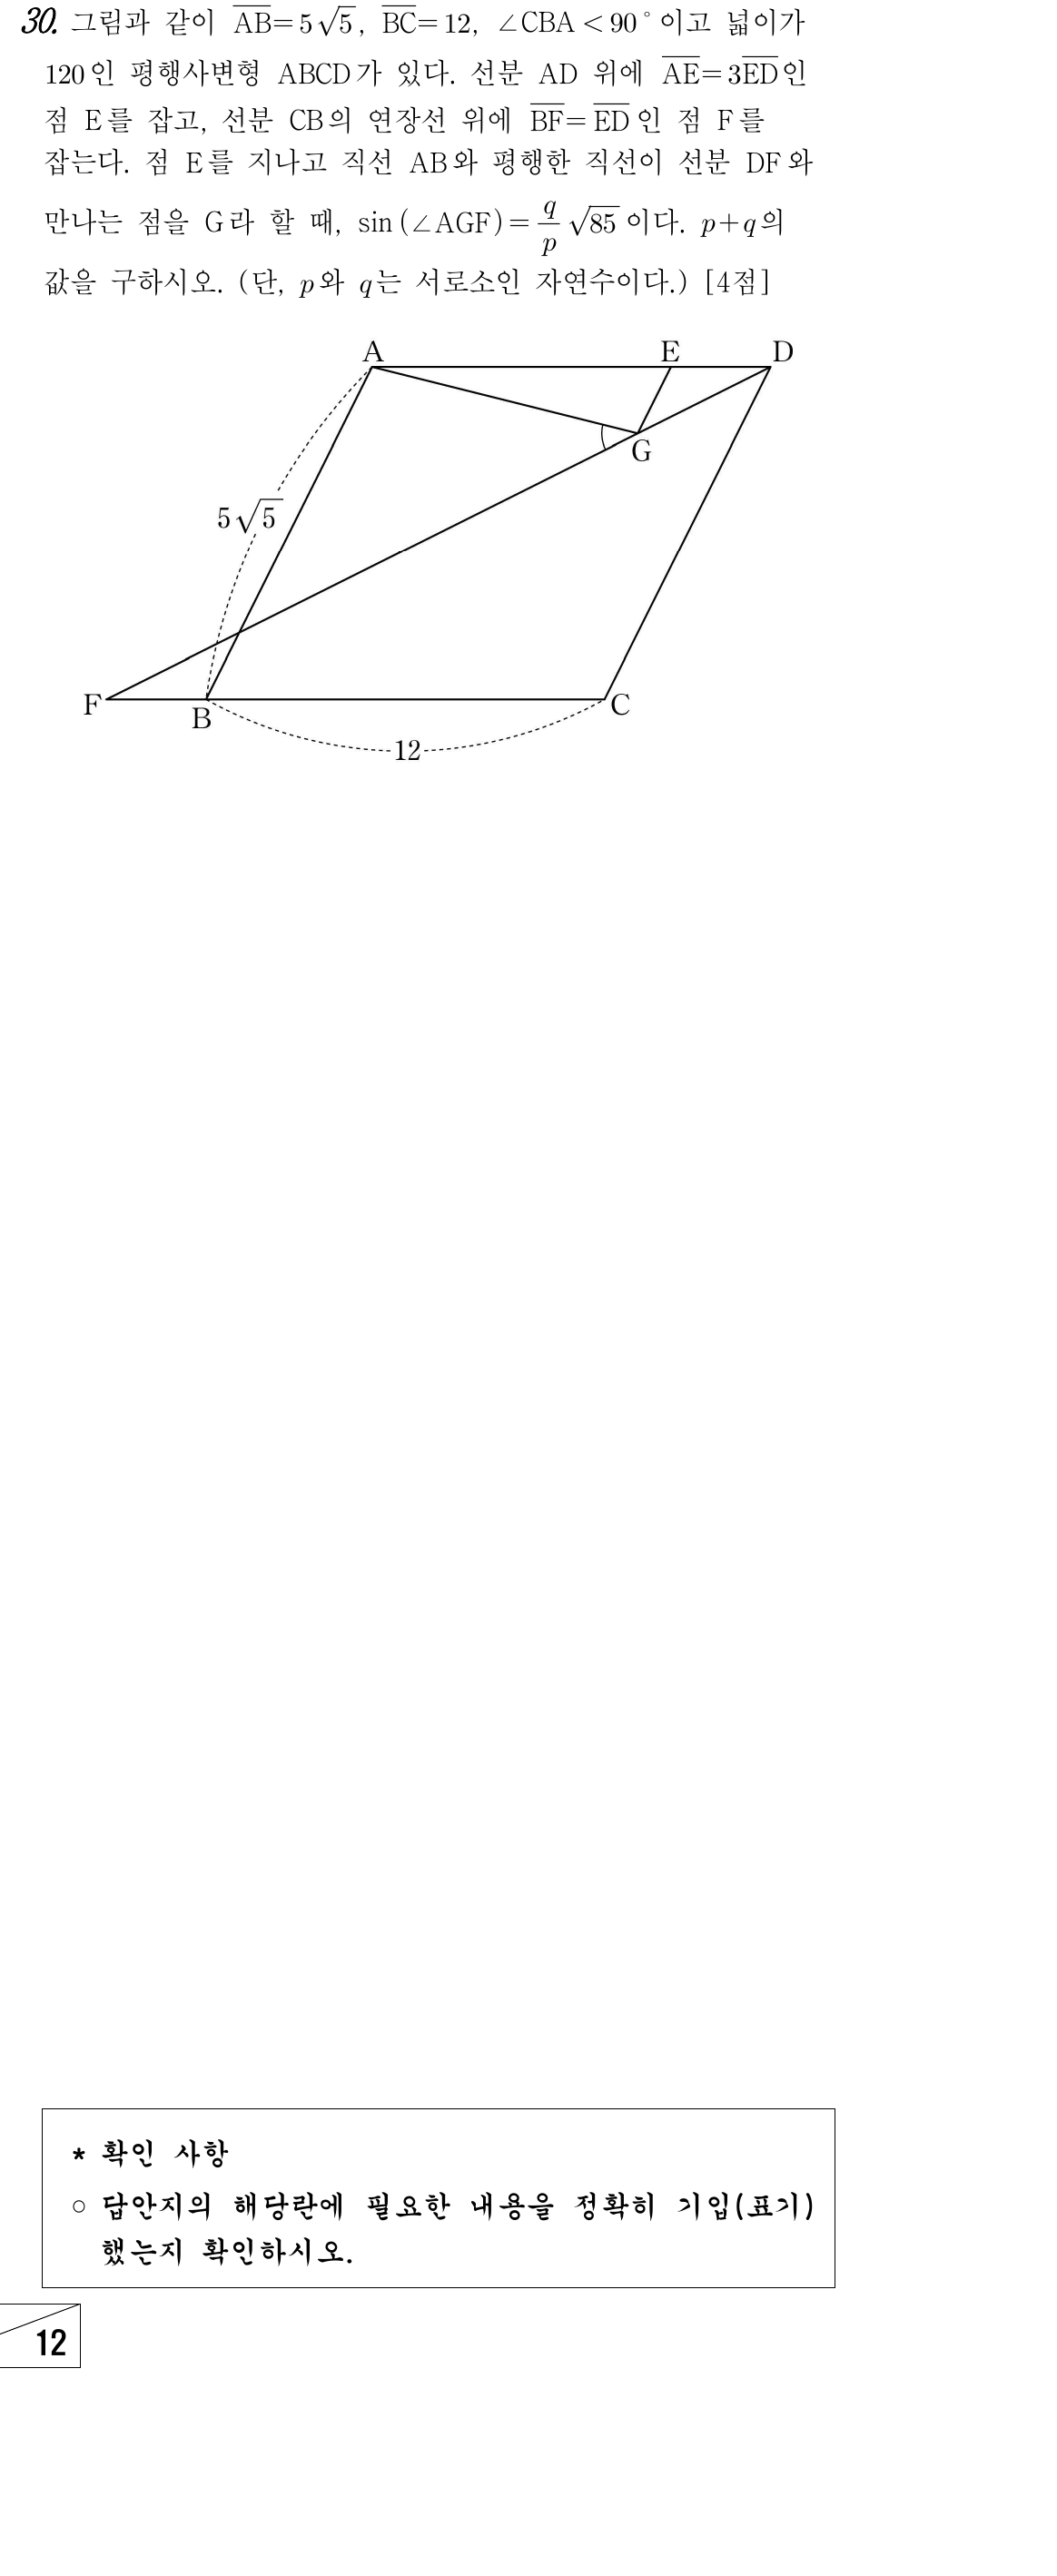 30. 그림과 같이 $\overline{AB}=5\sqrt{5}$, $\overline{BC}=12$, ∠CBA < 90°이고 넓이가
120인 평행사변형 ABCD가 있다. 선분 AD 위에 $\overline{AE}=3\overline{ED}$인
점 E를 잡고, 선분 CB의 연장선 위에 $\overline{BF}=\overline{ED}$인 점 F를
잡는다. 점 E를 지나고 직선 AB와 평행한 직선이 선분 DF와
만나는 점을 G라 할 때, $\sin(∠AGF)=\frac{q}{p}\sqrt{85}$이다. p+q의
값을 구하시오. (단, p와 q는 서로소인 자연수이다.) [4점]
A
E
D
G
$5\sqrt{5}$
F
B
C
12
* 확인 사항
○ 답안지의 해당란에 필요한 내용을 정확히 기입(표기)
했는지 확인하시오.
12